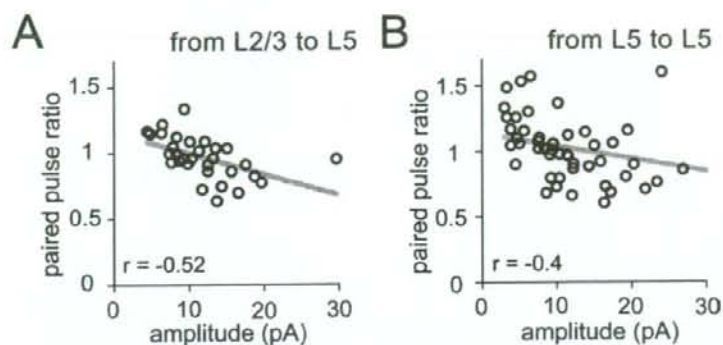 A
from L2/3 to L5
paired pulse ratio
1.5
1
0.5
0
r = -0.52
0 10 20 30
amplitude (pA)
B
from L5 to L5
paired pulse ratio
1.5
1
0.5
0
r = -0.4
0 10 20 30
amplitude (pA)